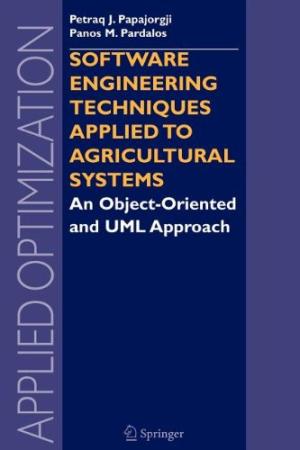 Petraq J. Papajorgji
Panos M. Pardalos
SOFTWARE
ENGINEERING
TECHNIQUES
APPLIED TO
AGRICULTURAL
SYSTEMS
An Object-Oriented
and UML Approach
APPLIED OPTIMIZATION
Springer